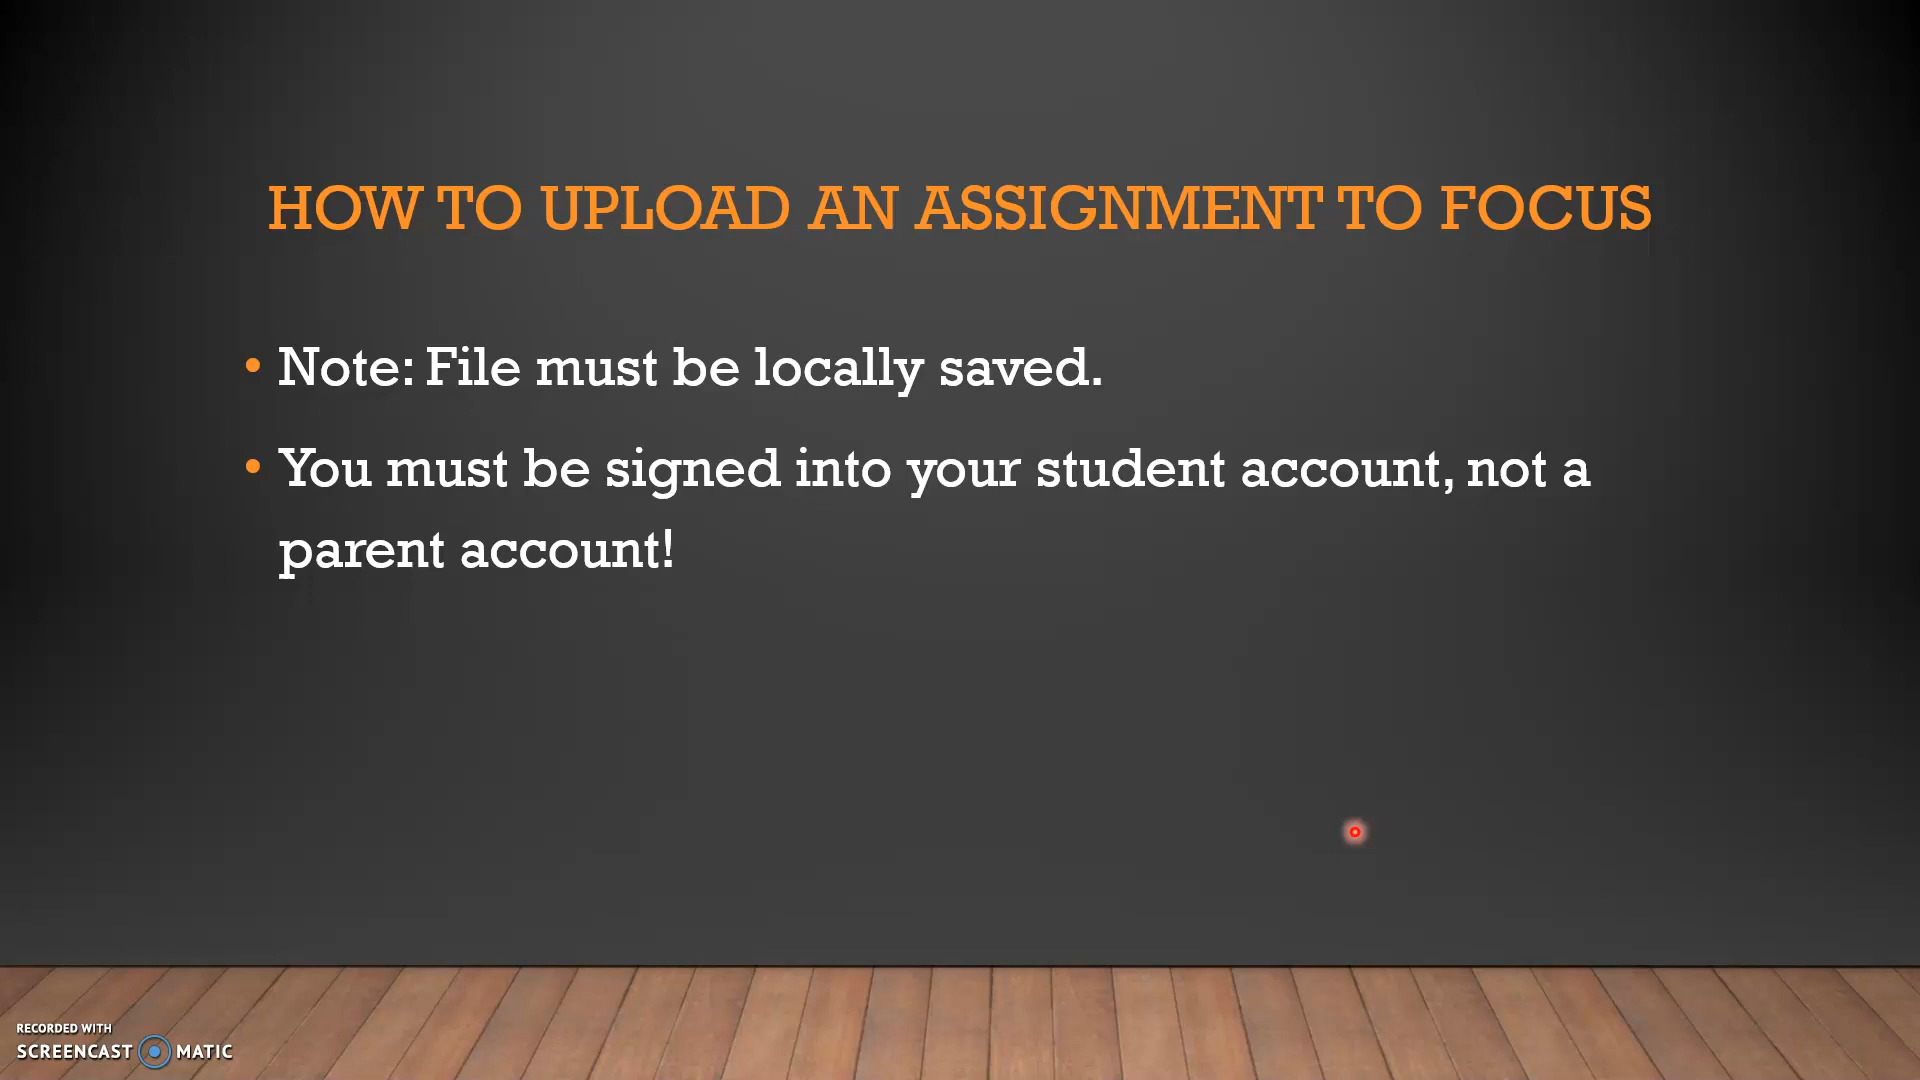 HOW TO UPLOAD AN ASSIGNMENT TO FOCUS
• Note: File must be locally saved.
• You must be signed into your student account, not a
parent account!
RECORDED WITH
SCREENCAST MATIC